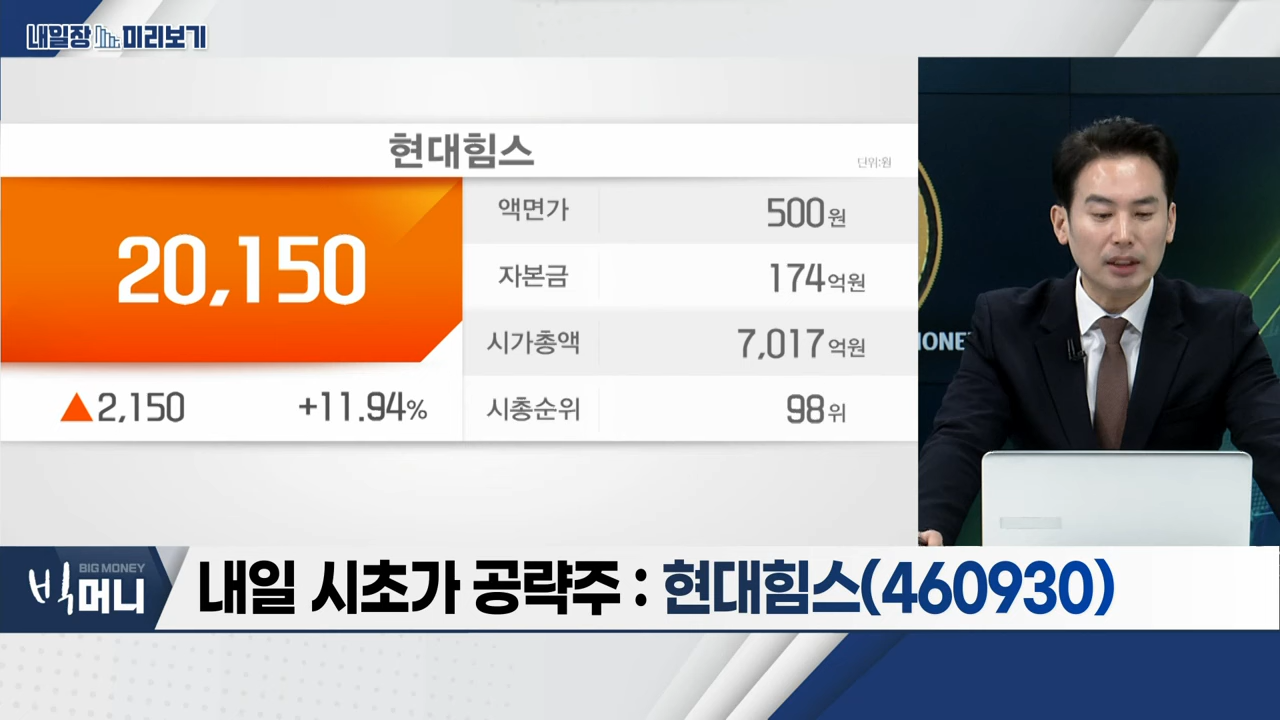 내일장 미리보기
현대힘스
단위:원
20,150
▲2,150 +11.94%
액면가 500원
자본금 174억원
시가총액 7,017억원
시총순위 98위
MONEY
BIG MONEY
빅머니
내일 시초가 공략주 : 현대힘스(460930)